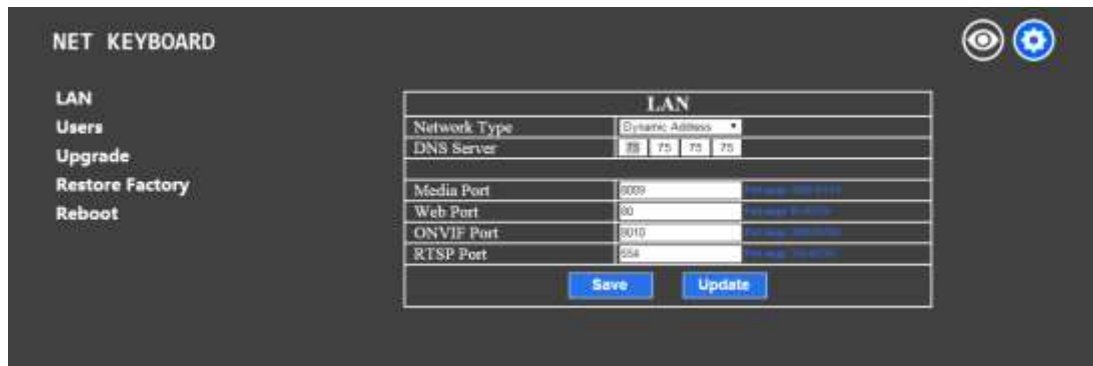 NET KEYBOARD
LAN
Users
Upgrade
Restore Factory
Reboot
LAN
Network Type Dynamic Address
DNS Server 75 75 75
Media Port
Web Port 80
ONVIF Port 8010
RTSP Port 554
Save Update